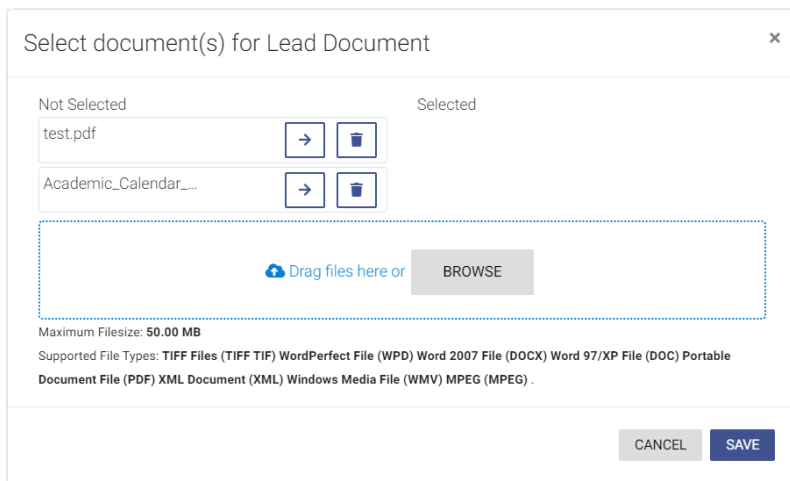 Select document(s) for Lead Document
×
Not Selected
Selected
test.pdf
Academic_Calendar_...
Drag files here or
BROWSE
Maximum Filesize: 50.00 MB
Supported File Types: TIFF Files (TIFF TIF) WordPerfect File (WPD) Word 2007 File (DOCX) Word 97/XP File (DOC) Portable
Document File (PDF) XML Document (XML) Windows Media File (WMV) MPEG (MPEG) .
CANCEL
SAVE